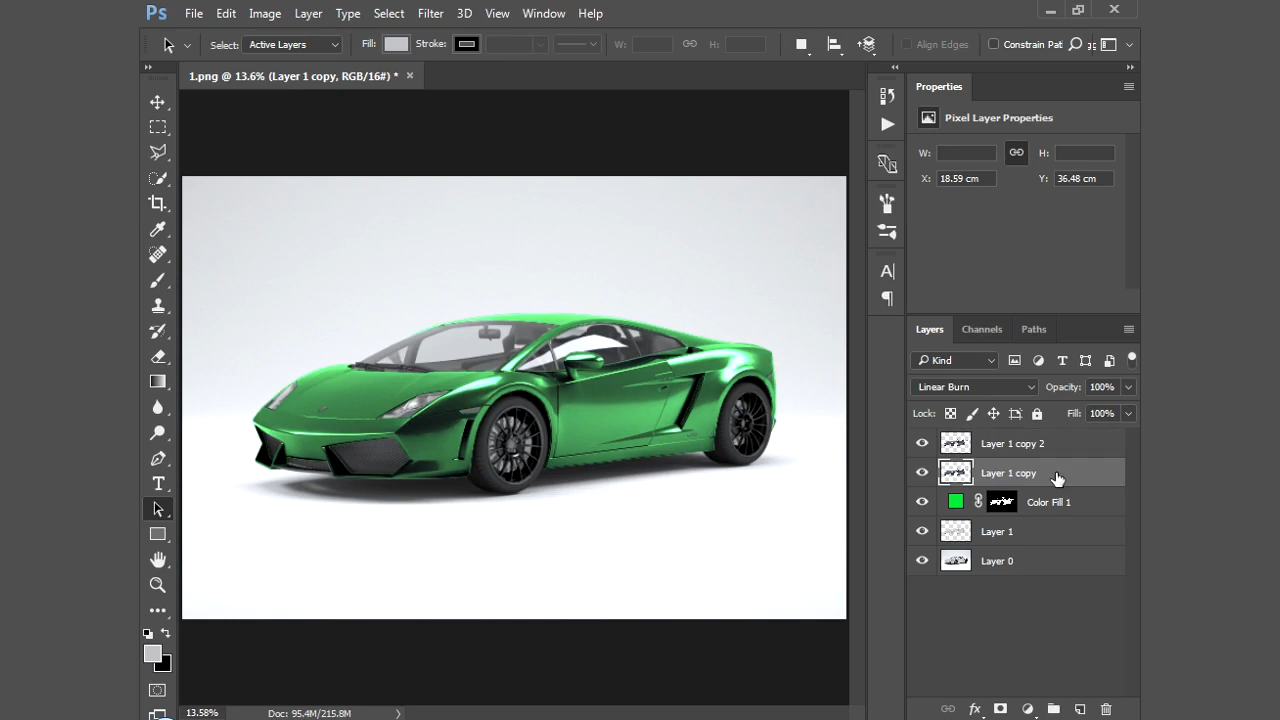 Ps File Edit Image Layer Type Select Filter 3D View Window Help
Select: Active Layers Fill: Stroke: W: H: Align Edges Constrain Pat
1.png @ 13.6% (Layer 1 copy, RGB/16#) * ×
Properties
Pixel Layer Properties
W: H:
X: 18.59 cm Y: 36.48 cm
Layers Channels Paths
Kind
Linear Burn Opacity: 100%
Lock: Fill: 100%
Layer 1 copy 2
Layer 1 copy
Color Fill 1
Layer 1
Layer 0
13.58% Doc: 95.4M/215.8M